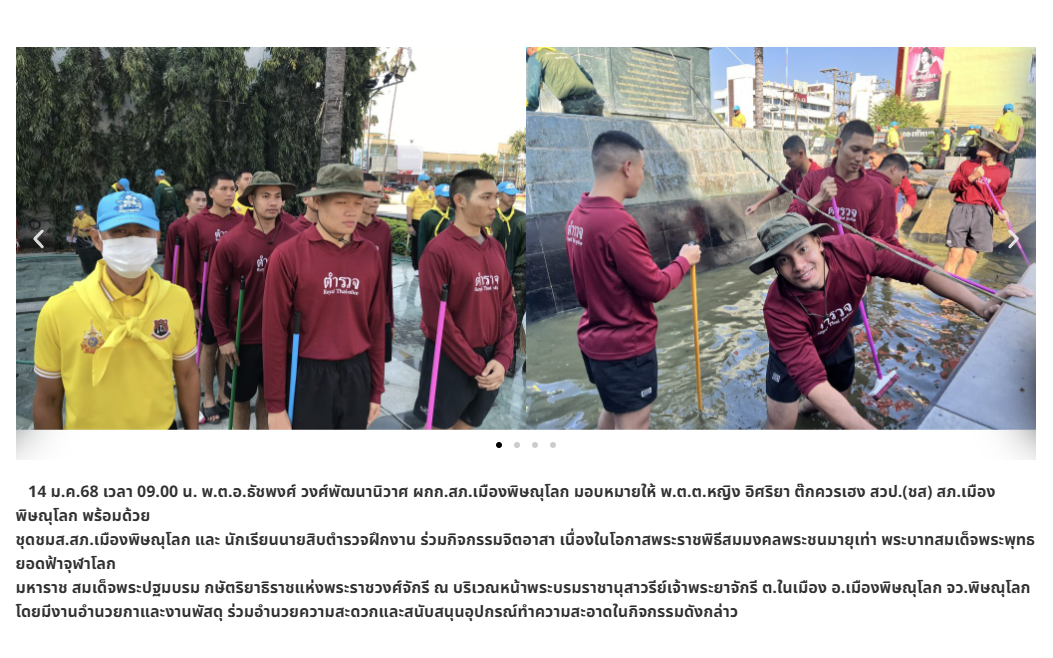 ตำรวจ
Royal Thai police
ตำรวจ
ตำรวจ
ตำรวจ
ตำรวจ
14 ม.ค.68 เวลา 09.00 น. พ.ต.อ.ธัชพงศ์ วงศ์พัฒนานิวาศ ผกก.สภ.เมืองพิษณุโลก มอบหมายให้ พ.ต.ต.หญิง อิศริยา ต๊กควรเฮง สวป.(ชส) สภ.เมือง
พิษณุโลก พร้อมด้วย
ชุดชมส.สภ.เมืองพิษณุโลก และ นักเรียนนายสิบตำรวจฝึกงาน ร่วมกิจกรรมจิตอาสา เนื่องในโอกาสพระราชพิธีสมมงคลพระชนมายุเท่า พระบาทสมเด็จพระพุทธ
ยอดฟ้าจุฬาโลก
มหาราช สมเด็จพระปฐมบรม กษัตริยาธิราชแห่งพระราชวงศ์จักรี ณ บริเวณหน้าพระบรมราชานุสาวรีย์เจ้าพระยาจักรี ต.ในเมือง อ.เมืองพิษณุโลก จว.พิษณุโลก
โดยมีงานอำนวยกาและงานพัสดุ ร่วมอำนวยความสะดวกและสนับสนุนอุปกรณ์ทำความสะอาดในกิจกรรมดังกล่าว